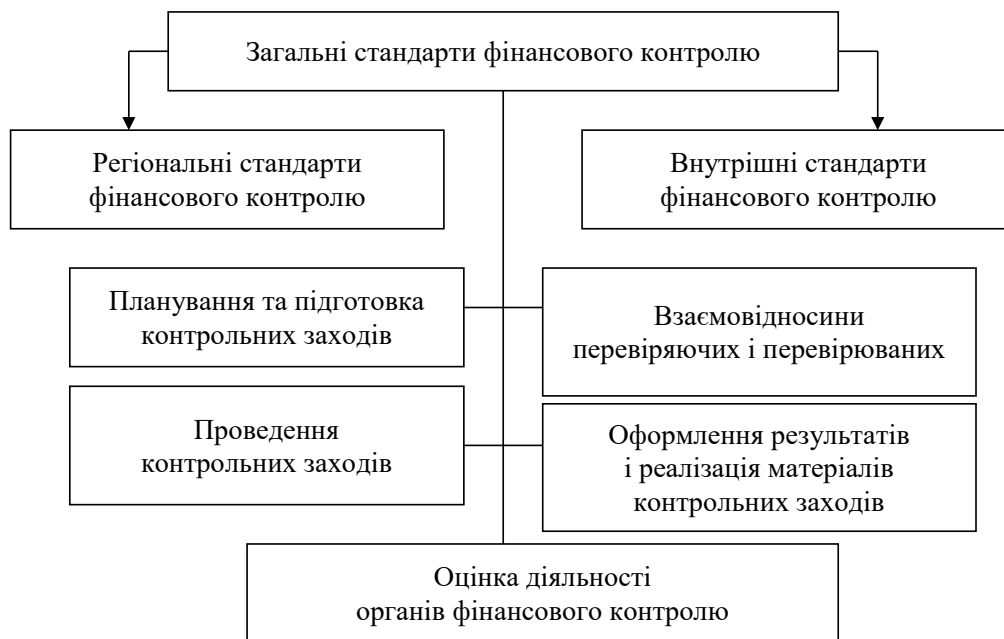 Загальні стандарти фінансового контролю
Регіональні стандарти
фінансового контролю
Внутрішні стандарти
фінансового контролю
Планування та підготовка
контрольних заходів
Взаємовідносини
перевіряючих і перевірюваних
Проведення
контрольних заходів
Оформлення результатів
і реалізація матеріалів
контрольних заходів
Оцінка діяльності
органів фінансового контролю